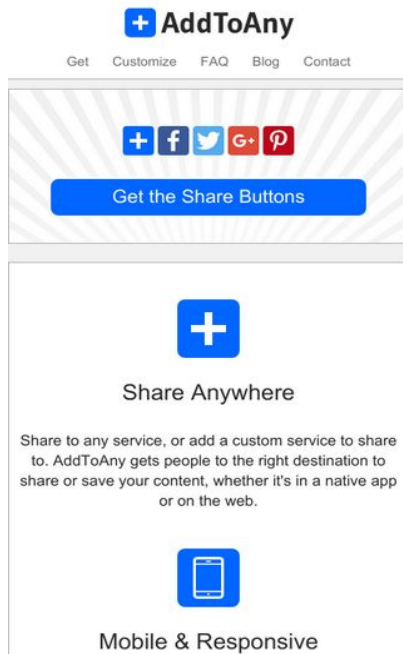 AddToAny
Get Customize FAQ Blog Contact
f G+
Get the Share Buttons
Share Anywhere
Share to any service, or add a custom service to share
to. AddToAny gets people to the right destination to
share or save your content, whether it's in a native app
or on the web.
Mobile & Responsive